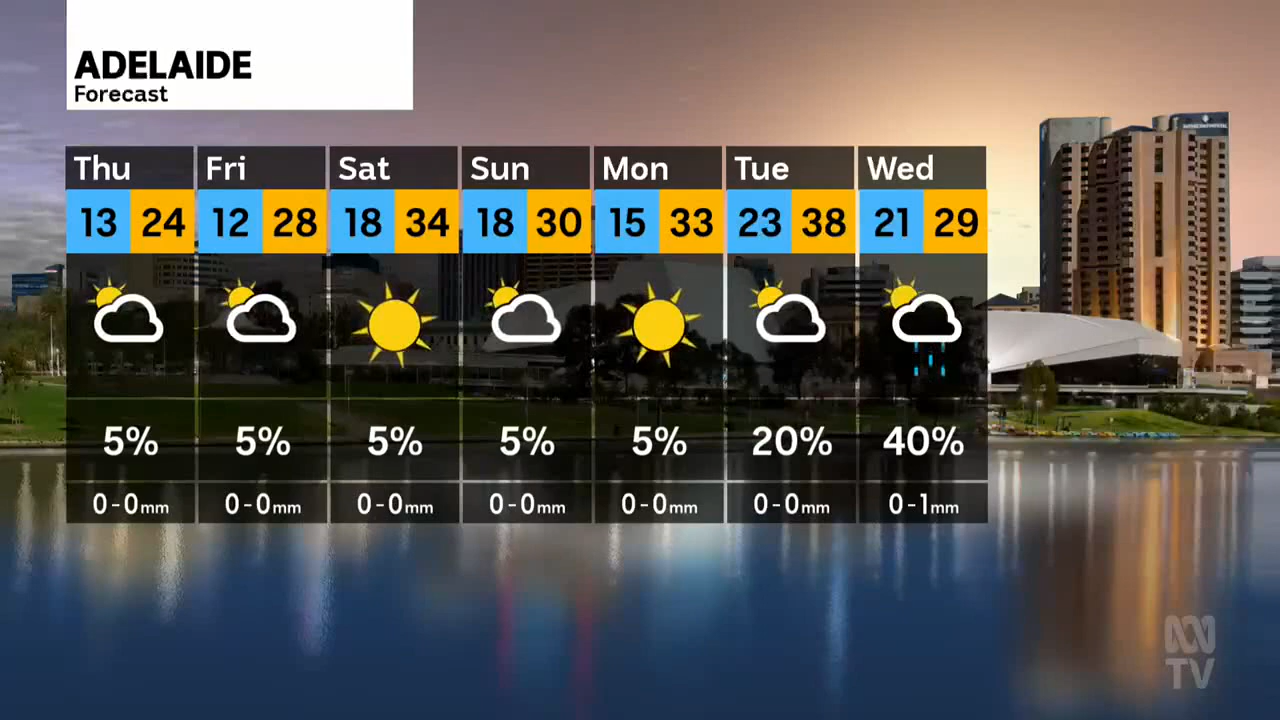 ADELAIDE
Forecast
Thu Fri Sat Sun Mon Tue Wed
13 24 12 28 18 34 18 30 15 33 23 38 21 29
5% 5% 5% 5% 5% 20% 40%
0-0mm 0-0mm 0-0mm 0-0mm 0-0mm 0-0mm 0-1mm
TV